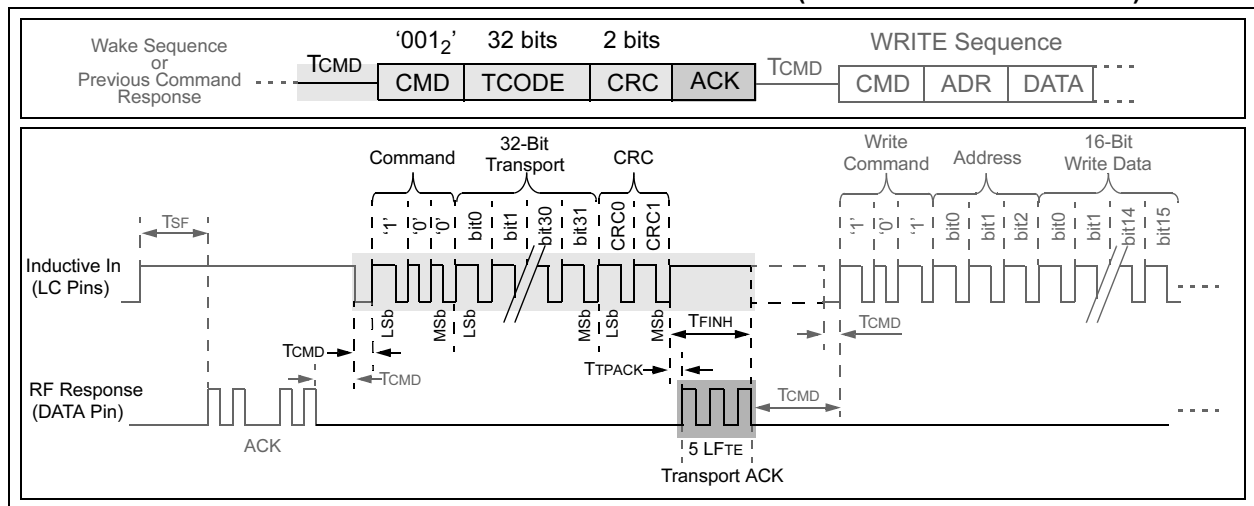 ‘001₂’ 32 bits 2 bits
Wake Sequence
or
Previous Command
Response
TCMD
CMD TCODE CRC ACK
TCMD
WRITE Sequence
CMD ADR DATA
Command
32-Bit
Transport
CRC
Write
Command
Address
16-Bit
Write Data
TSF
‘1’ ‘0’ ‘0’ bit0 bit1 bit30 bit31 CRC0 CRC1
‘1’ ‘0’ ‘1’ bit0 bit1 bit2 bit0 bit1 bit14 bit15
Inductive In
(LC Pins)
LSb MSb LSb MSb LSb MSb
TFINH
TCMD
TCMD
TCMD
TTPACK
RF Response
(DATA Pin)
TCMD
ACK
5 LFTE
Transport ACK